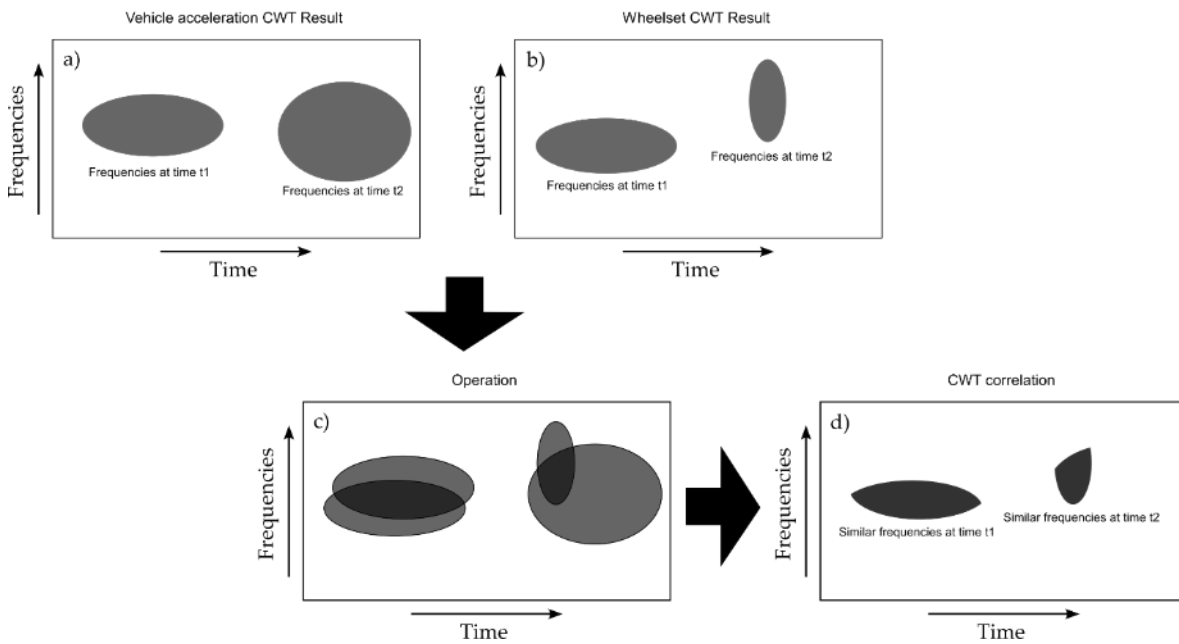 Vehicle acceleration CWT Result
Wheelset CWT Result
a)
b)
Frequencies
Frequencies
Frequencies at time t1
Frequencies at time t2
Frequencies at time t1
Frequencies at time t2
Time
Time
Operation
CWT correlation
c)
d)
Frequencies
Frequencies
Similar frequencies at time t1
Similar frequencies at time t2
Time
Time